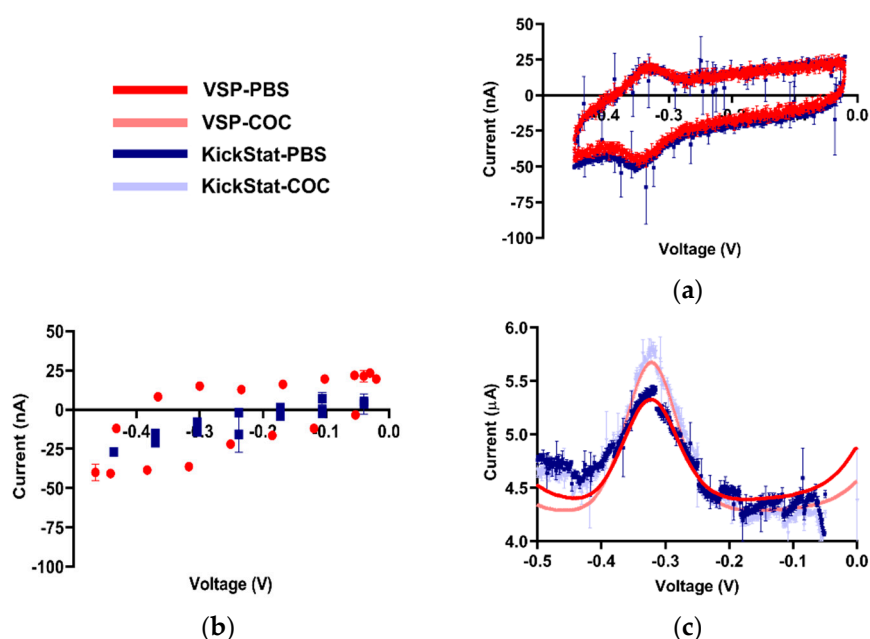 VSP-PBS
VSP-COC
KickStat-PBS
KickStat-COC
50
25
0
-25
-50
-75
-100
Current (nA)
-0.4
-0.3
-0.2
0.0
Voltage (V)
(a)
50
25
0
-25
-50
-75
-100
Current (nA)
-0.4
-0.3
-0.2
-0.1
0.0
Voltage (V)
(b)
6.0
5.5
5.0
4.5
4.0
Current (μA)
-0.5
-0.4
-0.3
-0.2
-0.1
0.0
Voltage (V)
(c)